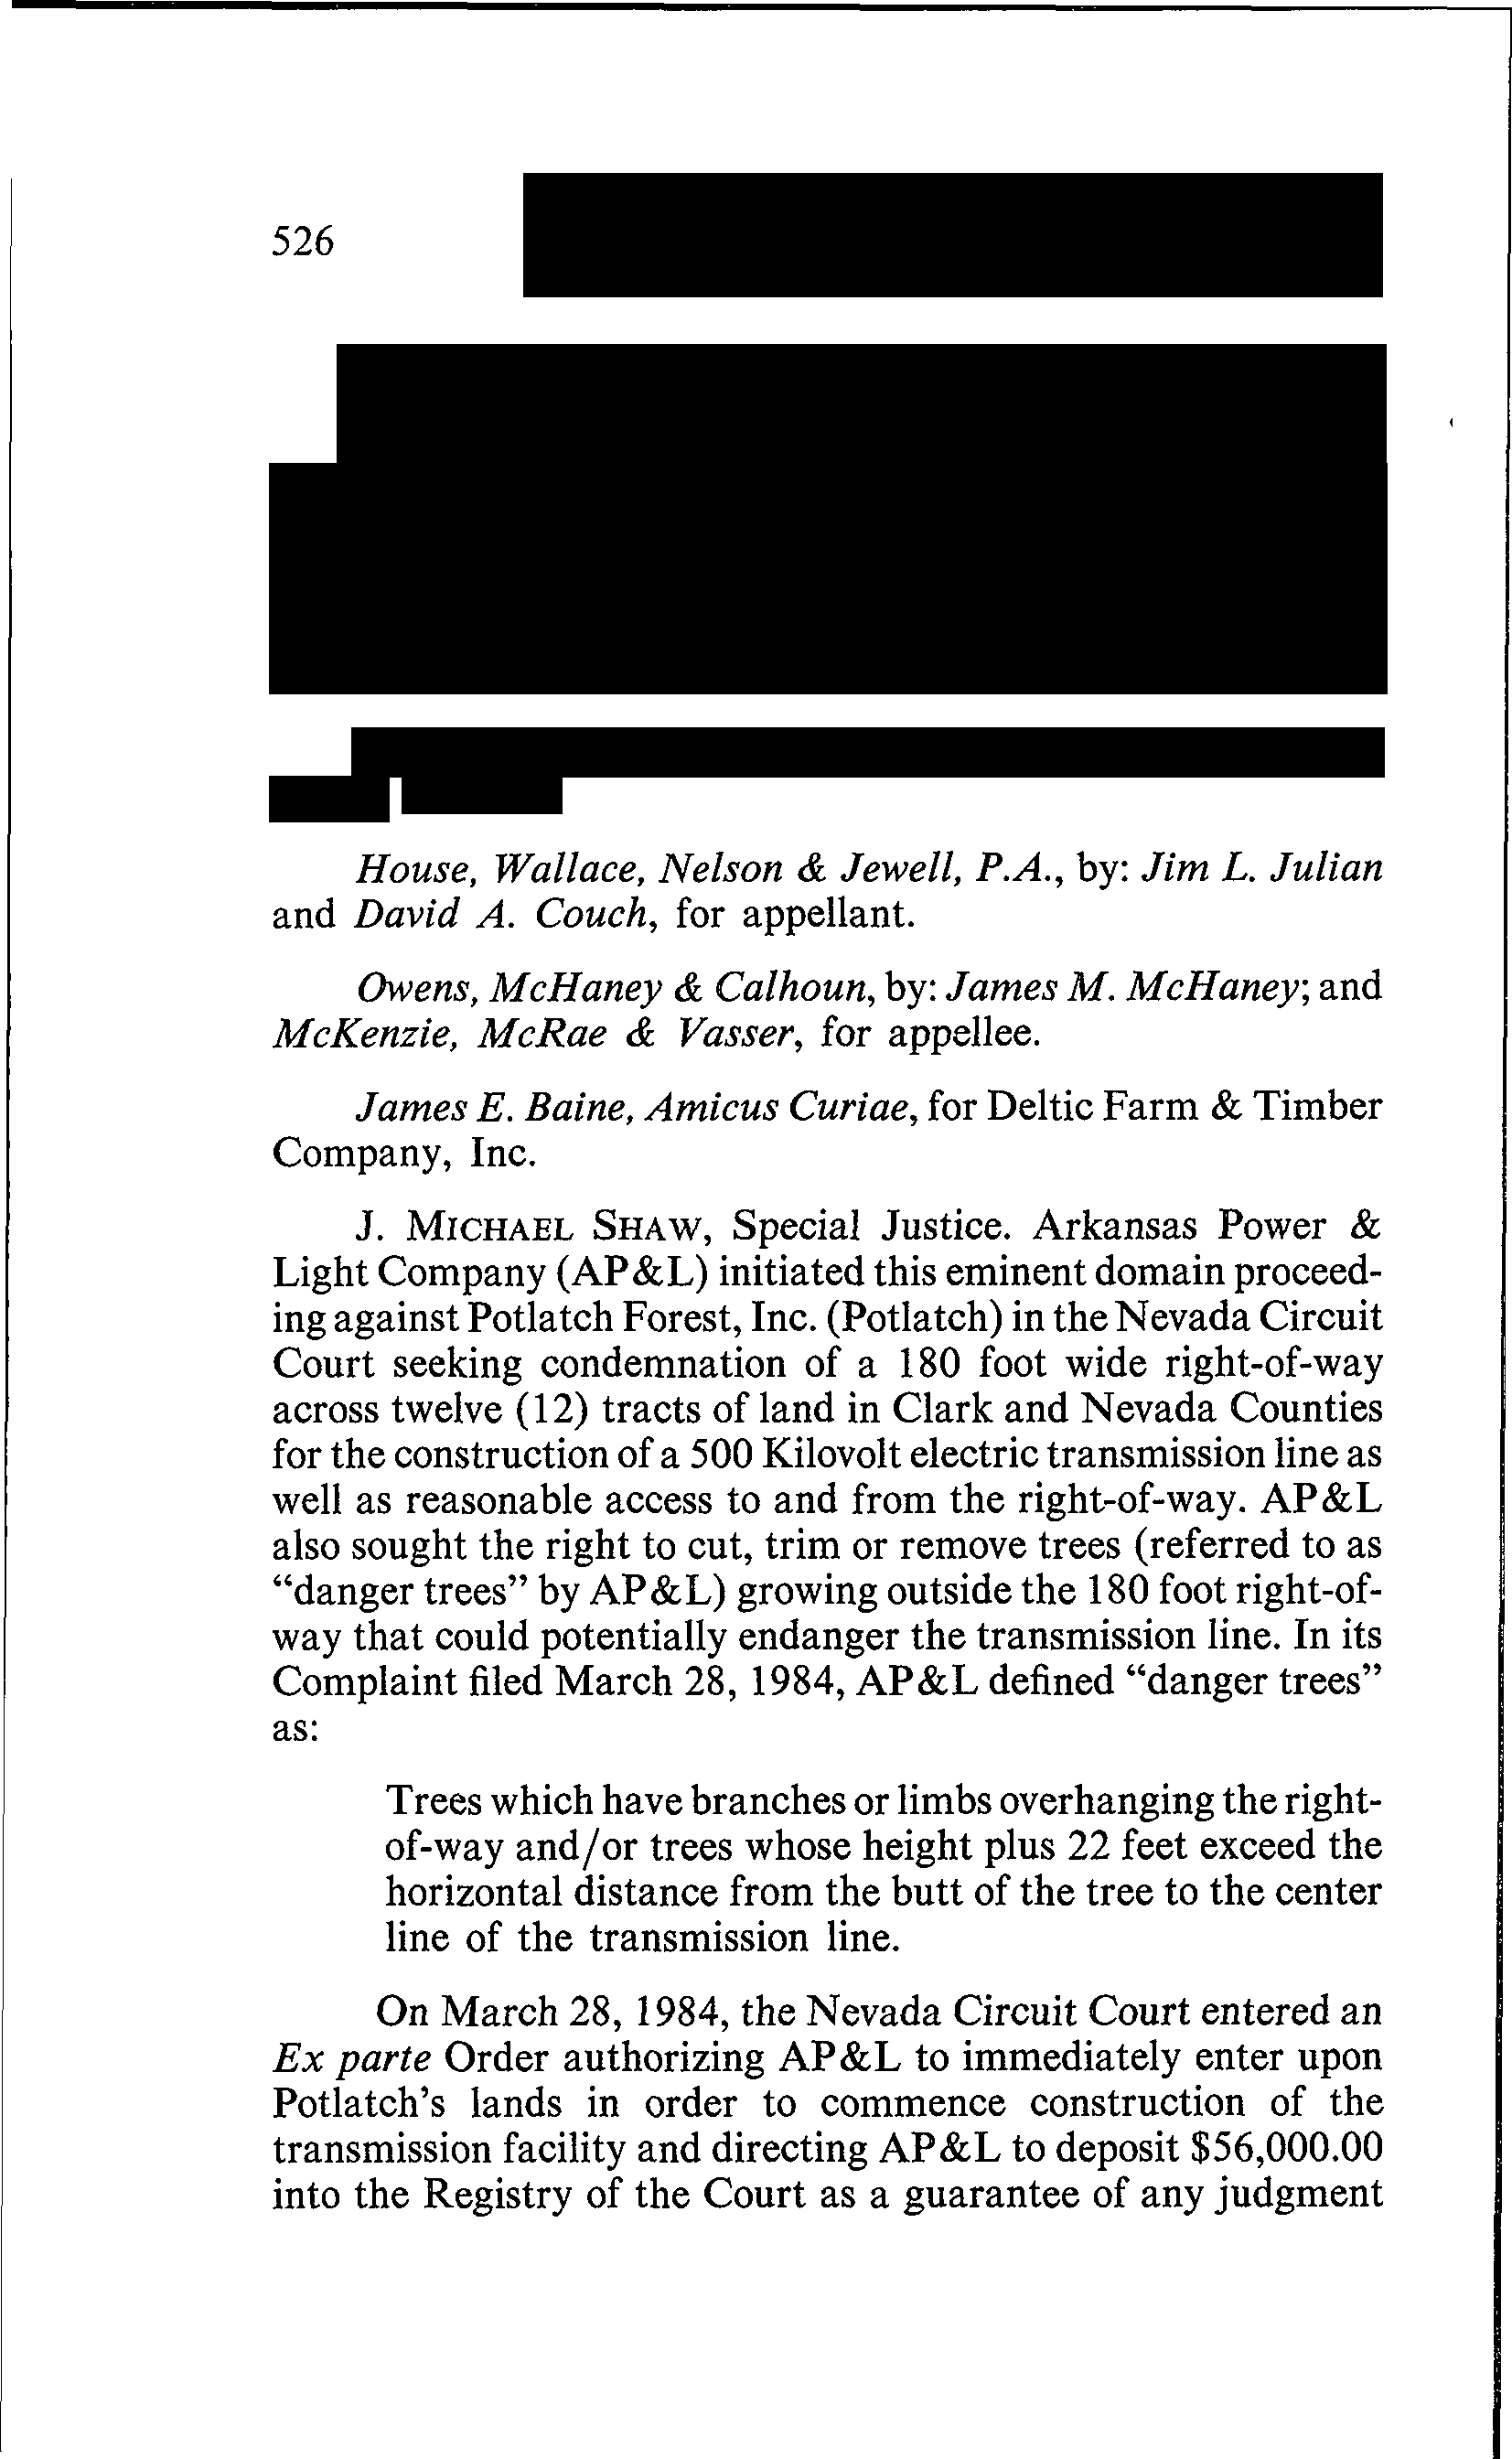 526
House, Wallace, Nelson & Jewell, P.A., by: Jim L. Julian
and David A. Couch, for appellant.
Owens, McHaney & Calhoun, by: James M. McHaney; and
McKenzie, McRae & Vasser, for appellee.
James E. Baine, Amicus Curiae, for Deltic Farm & Timber
Company, Inc.
J. MICHAEL SHAW, Special Justice. Arkansas Power &
Light Company (AP&L) initiated this eminent domain proceed-
ing against Potlatch Forest, Inc. (Potlatch) in the Nevada Circuit
Court seeking condemnation of a 180 foot wide right-of-way
across twelve (12) tracts of land in Clark and Nevada Counties
for the construction of a 500 Kilovolt electric transmission line as
well as reasonable access to and from the right-of-way. AP&L
also sought the right to cut, trim or remove trees (referred to as
“danger trees” by AP&L) growing outside the 180 foot right-of-
way that could potentially endanger the transmission line. In its
Complaint filed March 28, 1984, AP&L defined “danger trees”
as:
Trees which have branches or limbs overhanging the right-
of-way and/or trees whose height plus 22 feet exceed the
horizontal distance from the butt of the tree to the center
line of the transmission line.
On March 28, 1984, the Nevada Circuit Court entered an
Ex parte Order authorizing AP&L to immediately enter upon
Potlatch's lands in order to commence construction of the
transmission facility and directing AP&L to deposit $56,000.00
into the Registry of the Court as a guarantee of any judgment